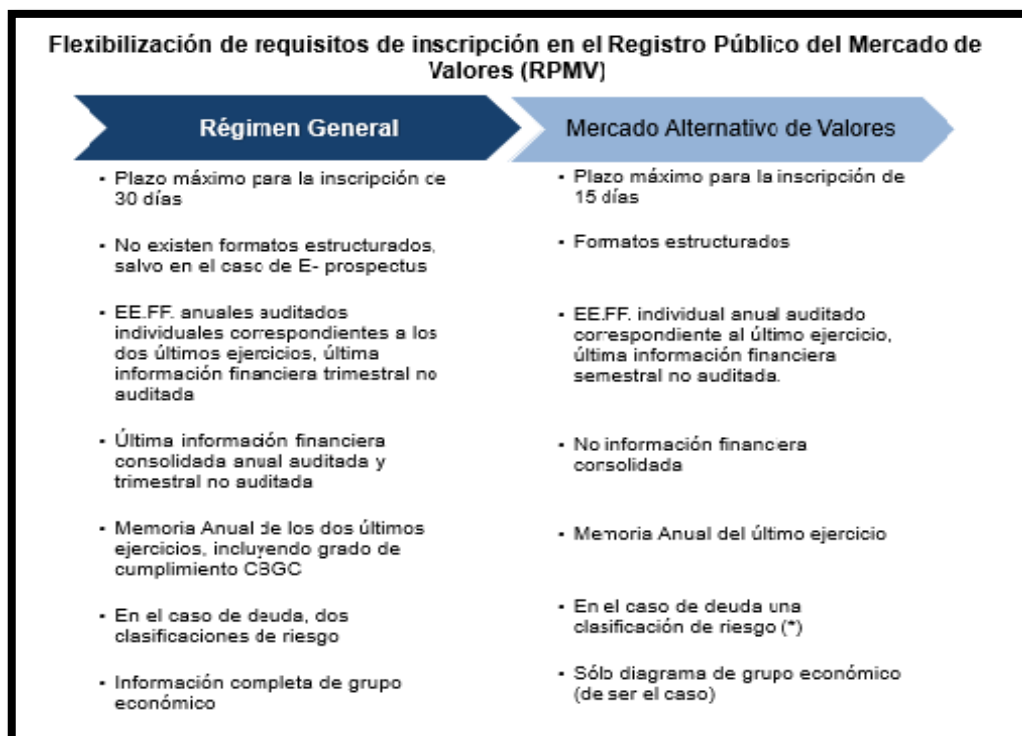 Flexibilización de requisitos de inscripción en el Registro Público del Mercado de
Valores (RPMV)
Régimen General
▪ Plazo máximo para la inscripción de
30 días
▪ No existen formatos estructurados,
salvo en el caso de E- prospectus
▪ EE.FF. anuales auditados
individuales correspondientes a los
dos últimos ejercicios, última
información financiera trimestral no
auditada
▪ Última información financiera
consolidada anual auditada y
trimestral no auditada
▪ Memoria Anual de los dos últimos
ejercicios, incluyendo grado de
cumplimiento CBGC
▪ En el caso de deuda, dos
clasificaciones de riesgo
▪ Información completa de grupo
económico
Mercado Alternativo de Valores
▪ Plazo máximo para la inscripción de
15 días
▪ Formatos estructurados
▪ EE.FF. individual anual auditado
correspondiente al último ejercicio,
última información financiera
semestral no auditada.
▪ No información financiera
consolidada
▪ Memoria Anual del último ejercicio
▪ En el caso de deuda una
clasificación de riesgo (*)
▪ Sólo diagrama de grupo económico
(de ser el caso)